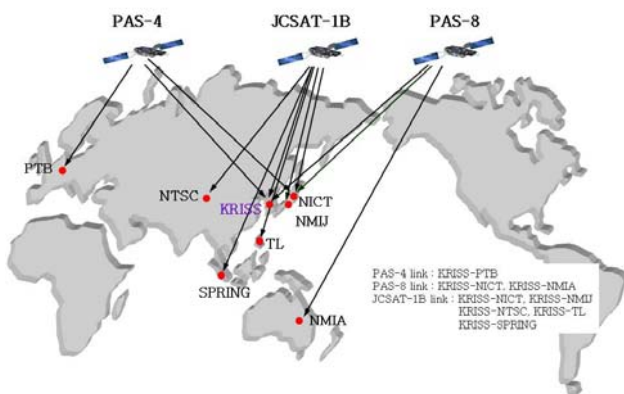 PAS-4 JCSAT-1B PAS-8
PTB
NTSC
KRISS
NICT
NMIJ
TL
SPRING
NMIA
PAS-4 link : KRISS-PTB
PAS-8 link : KRISS-NICT, KRISS-NMIA
JCSAT-1B link : KRISS-NICT, KRISS-NMIJ
KRISS-NTSC, KRISS-TL
KRISS-SPRING